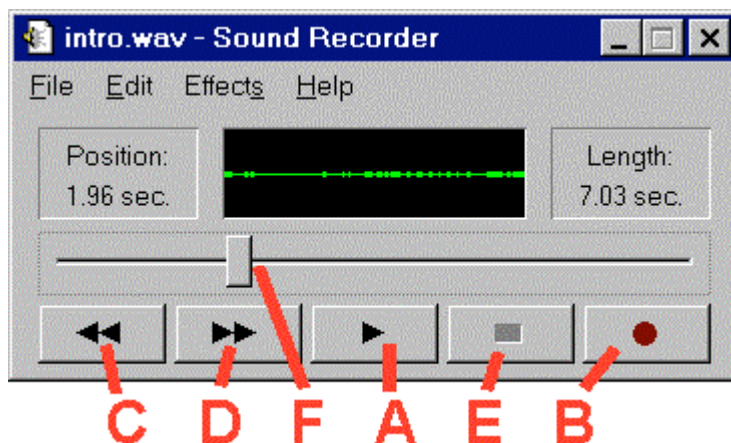 intro.wav - Sound Recorder
File Edit Effects Help
Position:
1.96 sec.
Length:
7.03 sec.
C D F A E B